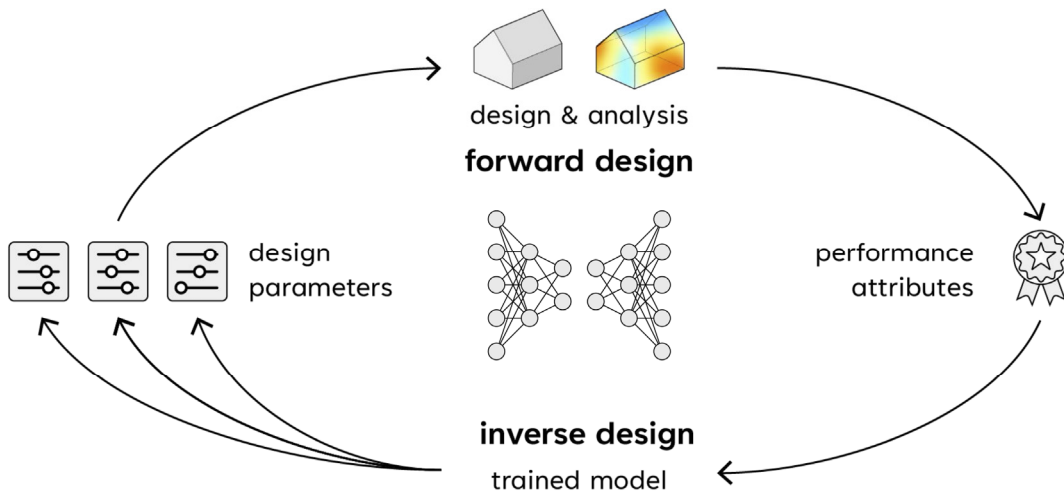 design & analysis
forward design
design
parameters
performance
attributes
inverse design
trained model